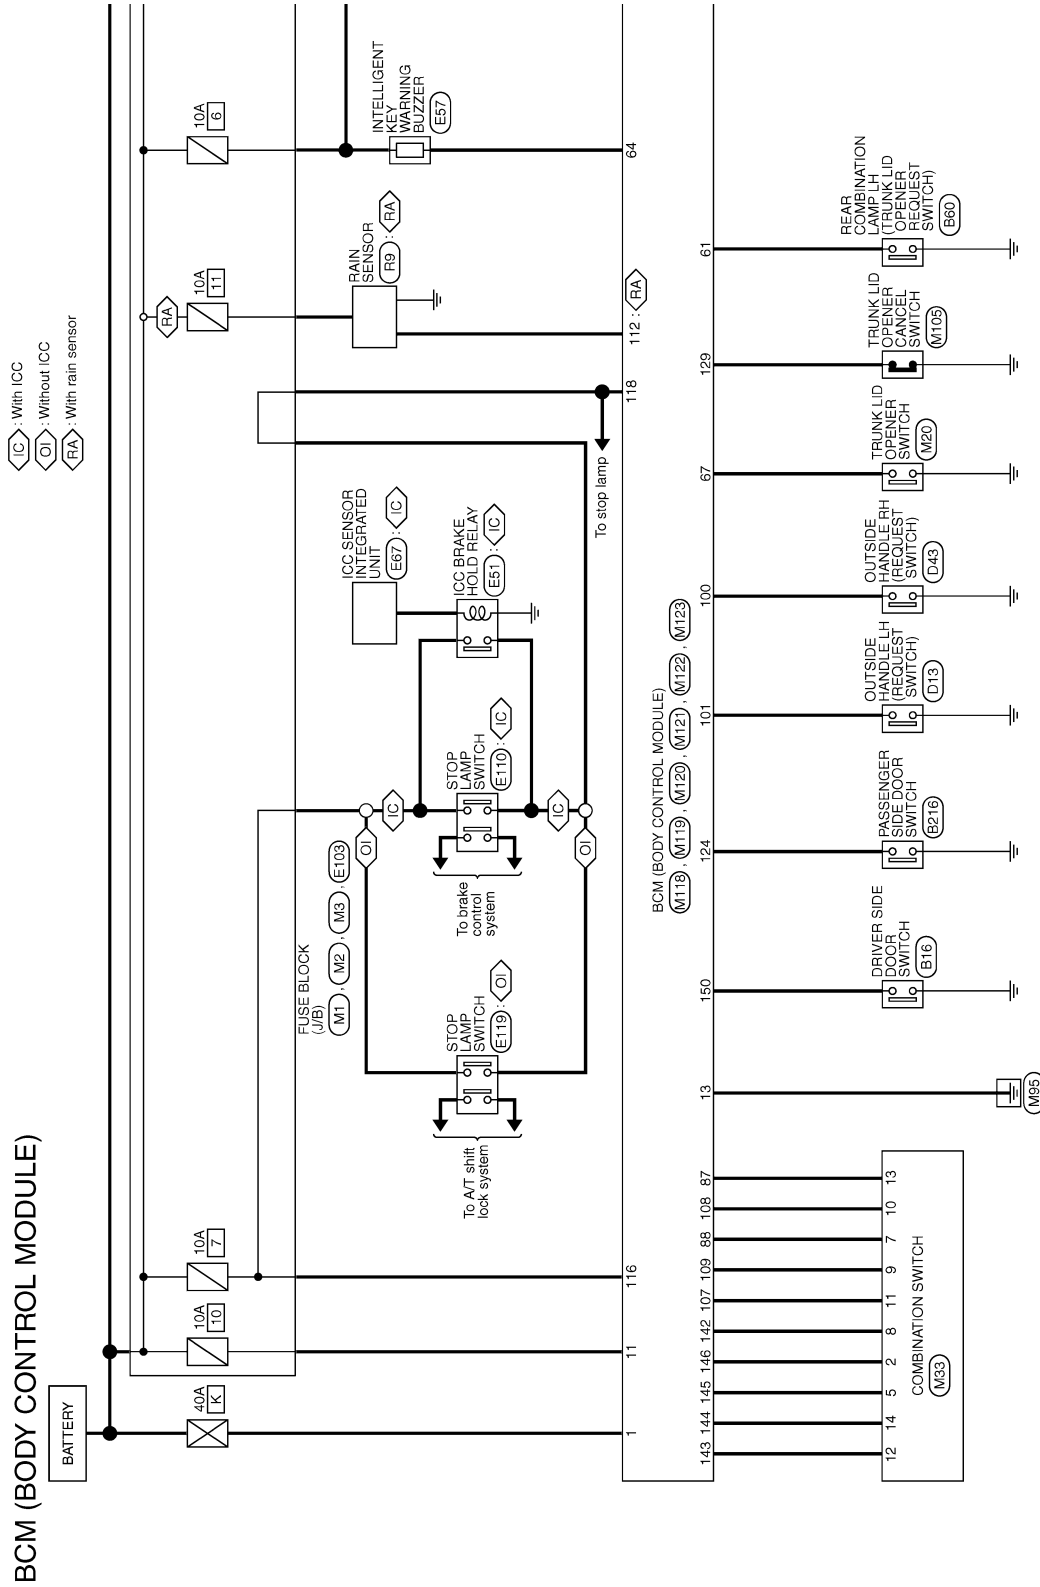 BCM (BODY CONTROL MODULE)
IC : With ICC
OI : Without ICC
RA : With rain sensor
BATTERY
40A
K
10A
10
10A
7
RA
10A
11
10A
6
FUSE BLOCK
(J/B)
M1 , M2 , M3 , E103
ICC SENSOR
INTEGRATED
UNIT
E67 : IC
RAIN
SENSOR
R9 : RA
INTELLIGENT
KEY
WARNING
BUZZER
E57
OI
IC
STOP
LAMP
SWITCH
E119 : OI
To A/T shift
lock system
STOP
LAMP
SWITCH
E110 : IC
To brake
control
system
ICC BRAKE
HOLD RELAY
E51 : IC
OI
IC
To stop lamp
1
11
116
118
112 : RA
64
BCM (BODY CONTROL MODULE)
M118 , M119 , M120 , M121 , M122 , M123
143
144
145
146
142
107
109
88
108
87
13
150
124
101
100
67
129
61
12
14
5
2
8
11
9
7
10
13
COMBINATION SWITCH
M33
M95
DRIVER SIDE
DOOR
SWITCH
B16
PASSENGER
SIDE DOOR
SWITCH
B216
OUTSIDE
HANDLE LH
(REQUEST
SWITCH)
D13
OUTSIDE
HANDLE RH
(REQUEST
SWITCH)
D43
TRUNK LID
OPENER
SWITCH
M20
TRUNK LID
OPENER
CANCEL
SWITCH
M105
REAR
COMBINATION
LAMP LH
(TRUNK LID
OPENER
REQUEST
SWITCH)
B60